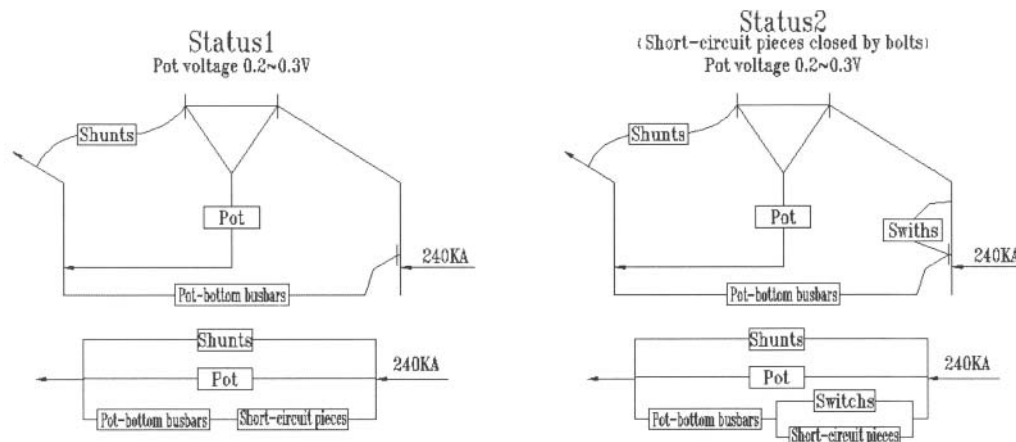 Status1
Pot voltage 0.2~0.3V
Shunts
Pot
240KA
Pot-bottom busbars
Shunts
240KA
Pot
Pot-bottom busbars
Short-circuit pieces
Status2
(Short-circuit pieces closed by bolts)
Pot voltage 0.2~0.3V
Shunts
Pot
Swiths
240KA
Pot-bottom busbars
Shunts
240KA
Pot
Switchs
Pot-bottom busbars
Short-circuit pieces